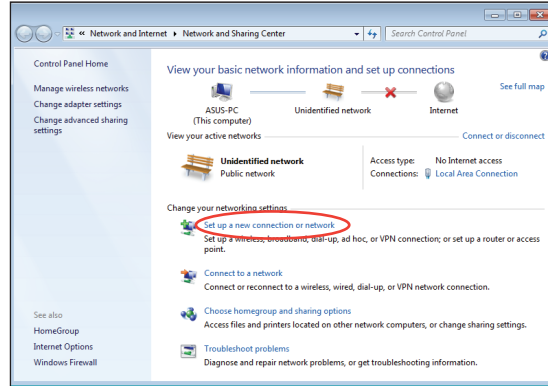 « Network and Internet ▸ Network and Sharing Center
Search Control Panel
Control Panel Home
Manage wireless networks
Change adapter settings
Change advanced sharing
settings
See also
HomeGroup
Internet Options
Windows Firewall
View your basic network information and set up connections
See full map
ASUS-PC
(This computer)
Unidentified network
Internet
View your active networks
Connect or disconnect
Unidentified network
Public network
Access type: No Internet access
Connections: Local Area Connection
Change your networking settings
Set up a new connection or network
Set up a wireless, broadband, dial-up, ad hoc, or VPN connection; or set up a router or access
point.
Connect to a network
Connect or reconnect to a wireless, wired, dial-up, or VPN network connection.
Choose homegroup and sharing options
Access files and printers located on other network computers, or change sharing settings.
Troubleshoot problems
Diagnose and repair network problems, or get troubleshooting information.